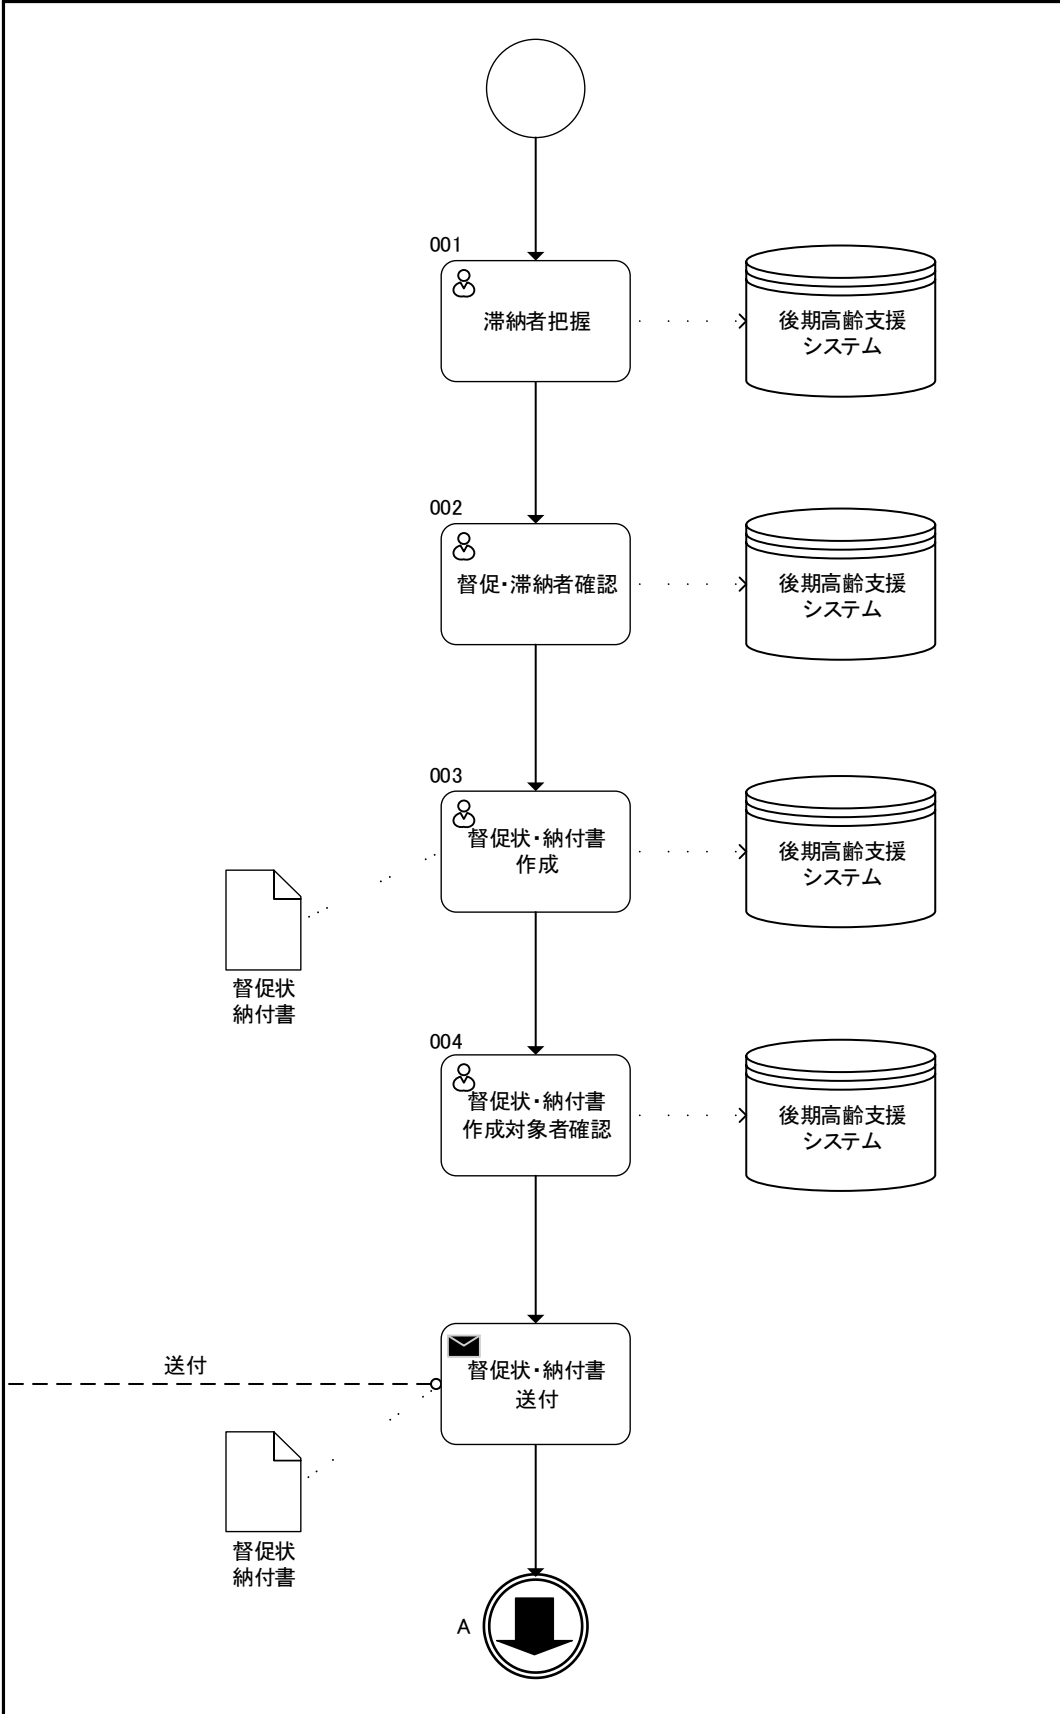 001
滞納者把握
後期高齢支援
システム
002
督促・滞納者確認
後期高齢支援
システム
003
督促状・納付書
作成
後期高齢支援
システム
督促状
納付書
004
督促状・納付書
作成対象者確認
後期高齢支援
システム
送付
督促状・納付書
送付
督促状
納付書
A